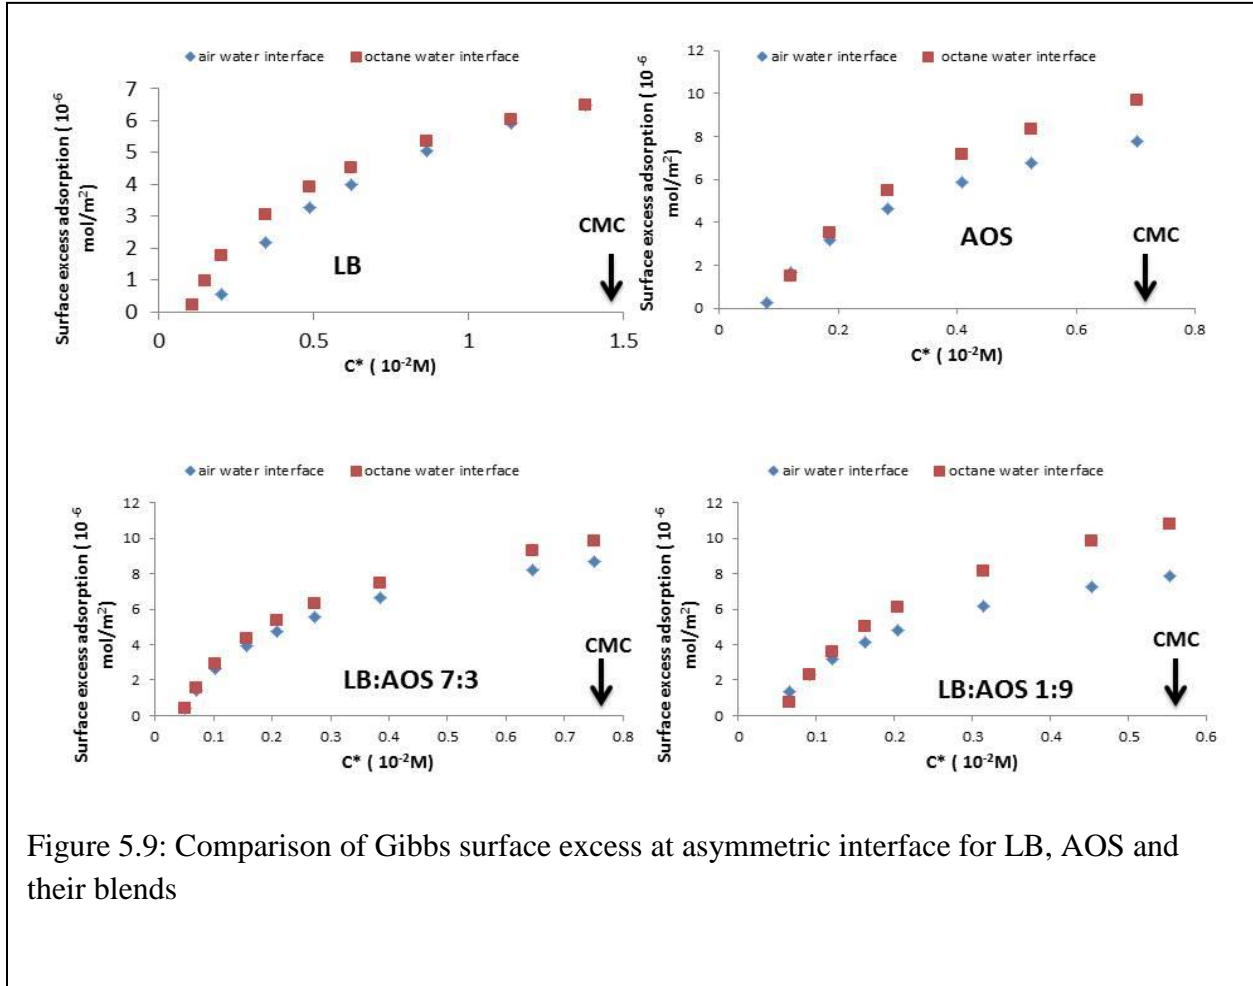 air water interface octane water interface
Surface excess adsorption ( 10-6
mol/m2)
7
6
5
4
3
2
1
0
LB
CMC
0 0.5 1 1.5
C* ( 10-2M)
air water interface octane water interface
Surface excess adsorption ( 10-6
mol/m2)
12
10
8
6
4
2
0
AOS
CMC
0 0.2 0.4 0.6 0.8
C* ( 10-2M)
air water interface octane water interface
Surface excess adsorption ( 10-6
mol/m2)
12
10
8
6
4
2
0
CMC
LB:AOS 7:3
0 0.1 0.2 0.3 0.4 0.5 0.6 0.7 0.8
C* ( 10-2M)
air water interface octane water interface
Surface excess adsorption ( 10-6
mol/m2)
12
10
8
6
4
2
0
CMC
LB:AOS 1:9
0 0.1 0.2 0.3 0.4 0.5 0.6
C* ( 10-2M)
Figure 5.9: Comparison of Gibbs surface excess at asymmetric interface for LB, AOS and
their blends